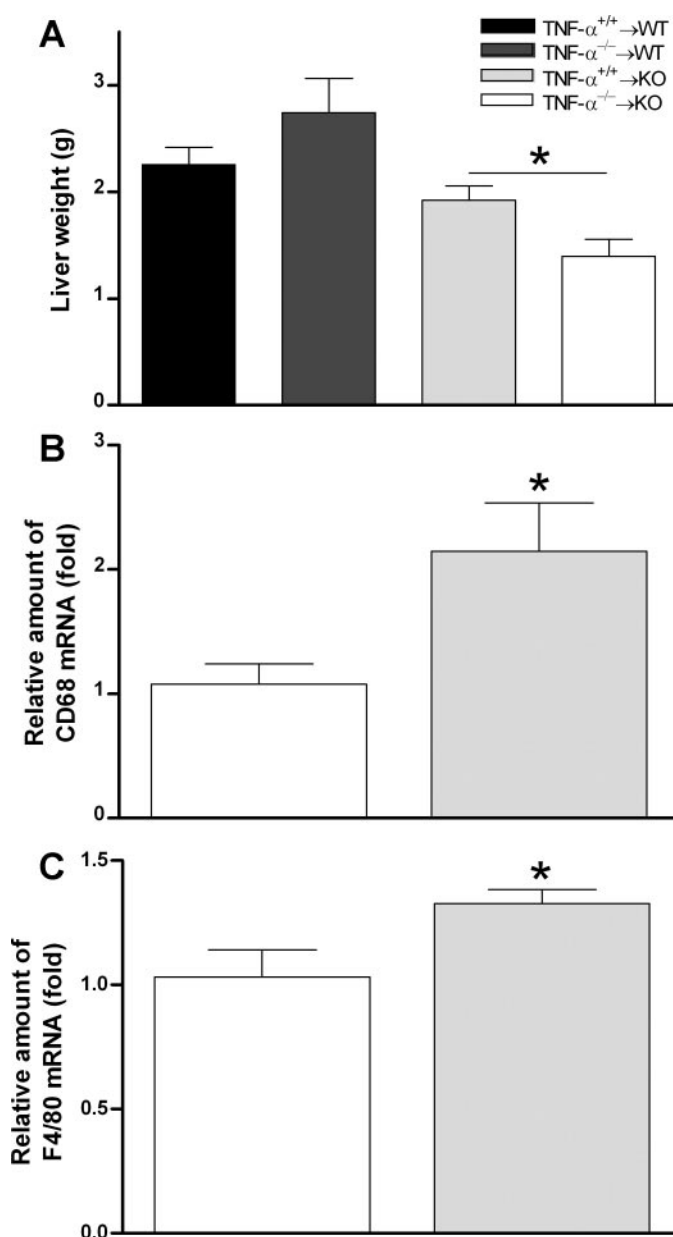 A
TNF-α+/+→WT
TNF-α−/−→WT
TNF-α+/+→KO
TNF-α−/−→KO
Liver weight (g)
3
2
1
0
*
B
Relative amount of
CD68 mRNA (fold)
3
2
1
0
*
C
Relative amount of
F4/80 mRNA (fold)
1.5
1.0
0.5
0.0
*